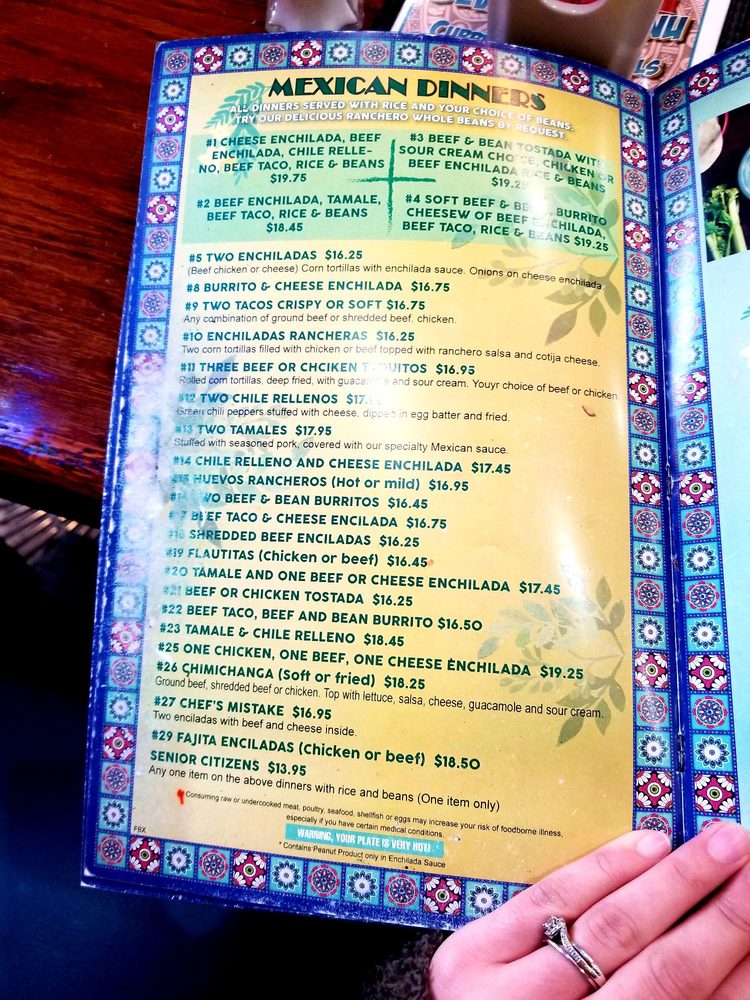 MEXICAN DINNERS
ALL DINNERS SERVED WITH RICE AND YOUR CHOICE OF BEANS.
TRY OUR DELICIOUS RANCHERO WHOLE BEANS BY REQUEST.
#1 CHEESE ENCHILADA, BEEF
ENCHILADA, CHILE RELLE-
NO, BEEF TACO, RICE & BEANS
$19.75
#2 BEEF ENCHILADA, TAMALE,
BEEF TACO, RICE & BEANS
$18.45
#3 BEEF & BEAN TOSTADA WITH
SOUR CREAM CHOICE, CHICKEN OR
BEEF ENCHILADA RICE & BEANS
#4 SOFT BEEF & BEAN BURRITO
CHEESEW OF BEEF ENCHILADA,
BEEF TACO, RICE & BEANS $19.25
#5 TWO ENCHILADAS $16.25
(Beef chicken or cheese) Corn tortillas with enchilada sauce. Onions on cheese enchilada.
#8 BURRITO & CHEESE ENCHILADA $16.75
#9 TWO TACOS CRISPY OR SOFT $16.75
Any combination of ground beef or shredded beef. chicken.
#10 ENCHILADAS RANCHERAS $16.25
Two corn tortillas filled with chicken or beef topped with ranchero salsa and cotija cheese.
#11 THREE BEEF OR CHCIKEN TAQUITOS $16.95
Rolled corn tortillas, deep fried, with guacamole and sour cream. Youyr choice of beef or chicken.
#12 TWO CHILE RELLENOS
Green chili peppers stuffed with cheese, dipped in egg batter and fried.
#13 TWO TAMALES $17.95
Stuffed with seasoned pork, covered with our specialty Mexican sauce.
#14 CHILE RELLENO AND CHEESE ENCHILADA $17.45
#15 HUEVOS RANCHEROS (Hot or mild) $16.95
#16 TWO BEEF & BEAN BURRITOS $16.45
#17 BEEF TACO & CHEESE ENCILADA $16.75
#18 SHREDDED BEEF ENCILADAS $16.25
#19 FLAUTITAS (Chicken or beef) $16.45
#20 TAMALE AND ONE BEEF OR CHEESE ENCHILADA $17.45
#21 BEEF OR CHICKEN TOSTADA $16.25
#22 BEEF TACO, BEEF AND BEAN BURRITO $16.50
#23 TAMALE & CHILE RELLENO $18.45
#25 ONE CHICKEN, ONE BEEF, ONE CHEESE ENCHILADA $19.25
#26 CHIMICHANGA (Soft or fried) $18.25
Ground beef, shredded beef or chicken. Top with lettuce, salsa, cheese, guacamole and sour cream.
#27 CHEF'S MISTAKE $16.95
Two enciladas with beef and cheese inside.
#29 FAJITA ENCILADAS (Chicken or beef) $18.50
SENIOR CITIZENS $13.95
Any one item on the above dinners with rice and beans (One item only)
*Consuming raw or undercooked meat, poultry, seafood, shellfish or eggs may increase your risk of foodborne illness,
especially if you have certain medical conditions.
WARNING, YOUR PLATE IS VERY HOT!
* Contains Peanut Product only in Enchilada Sauce
FBX